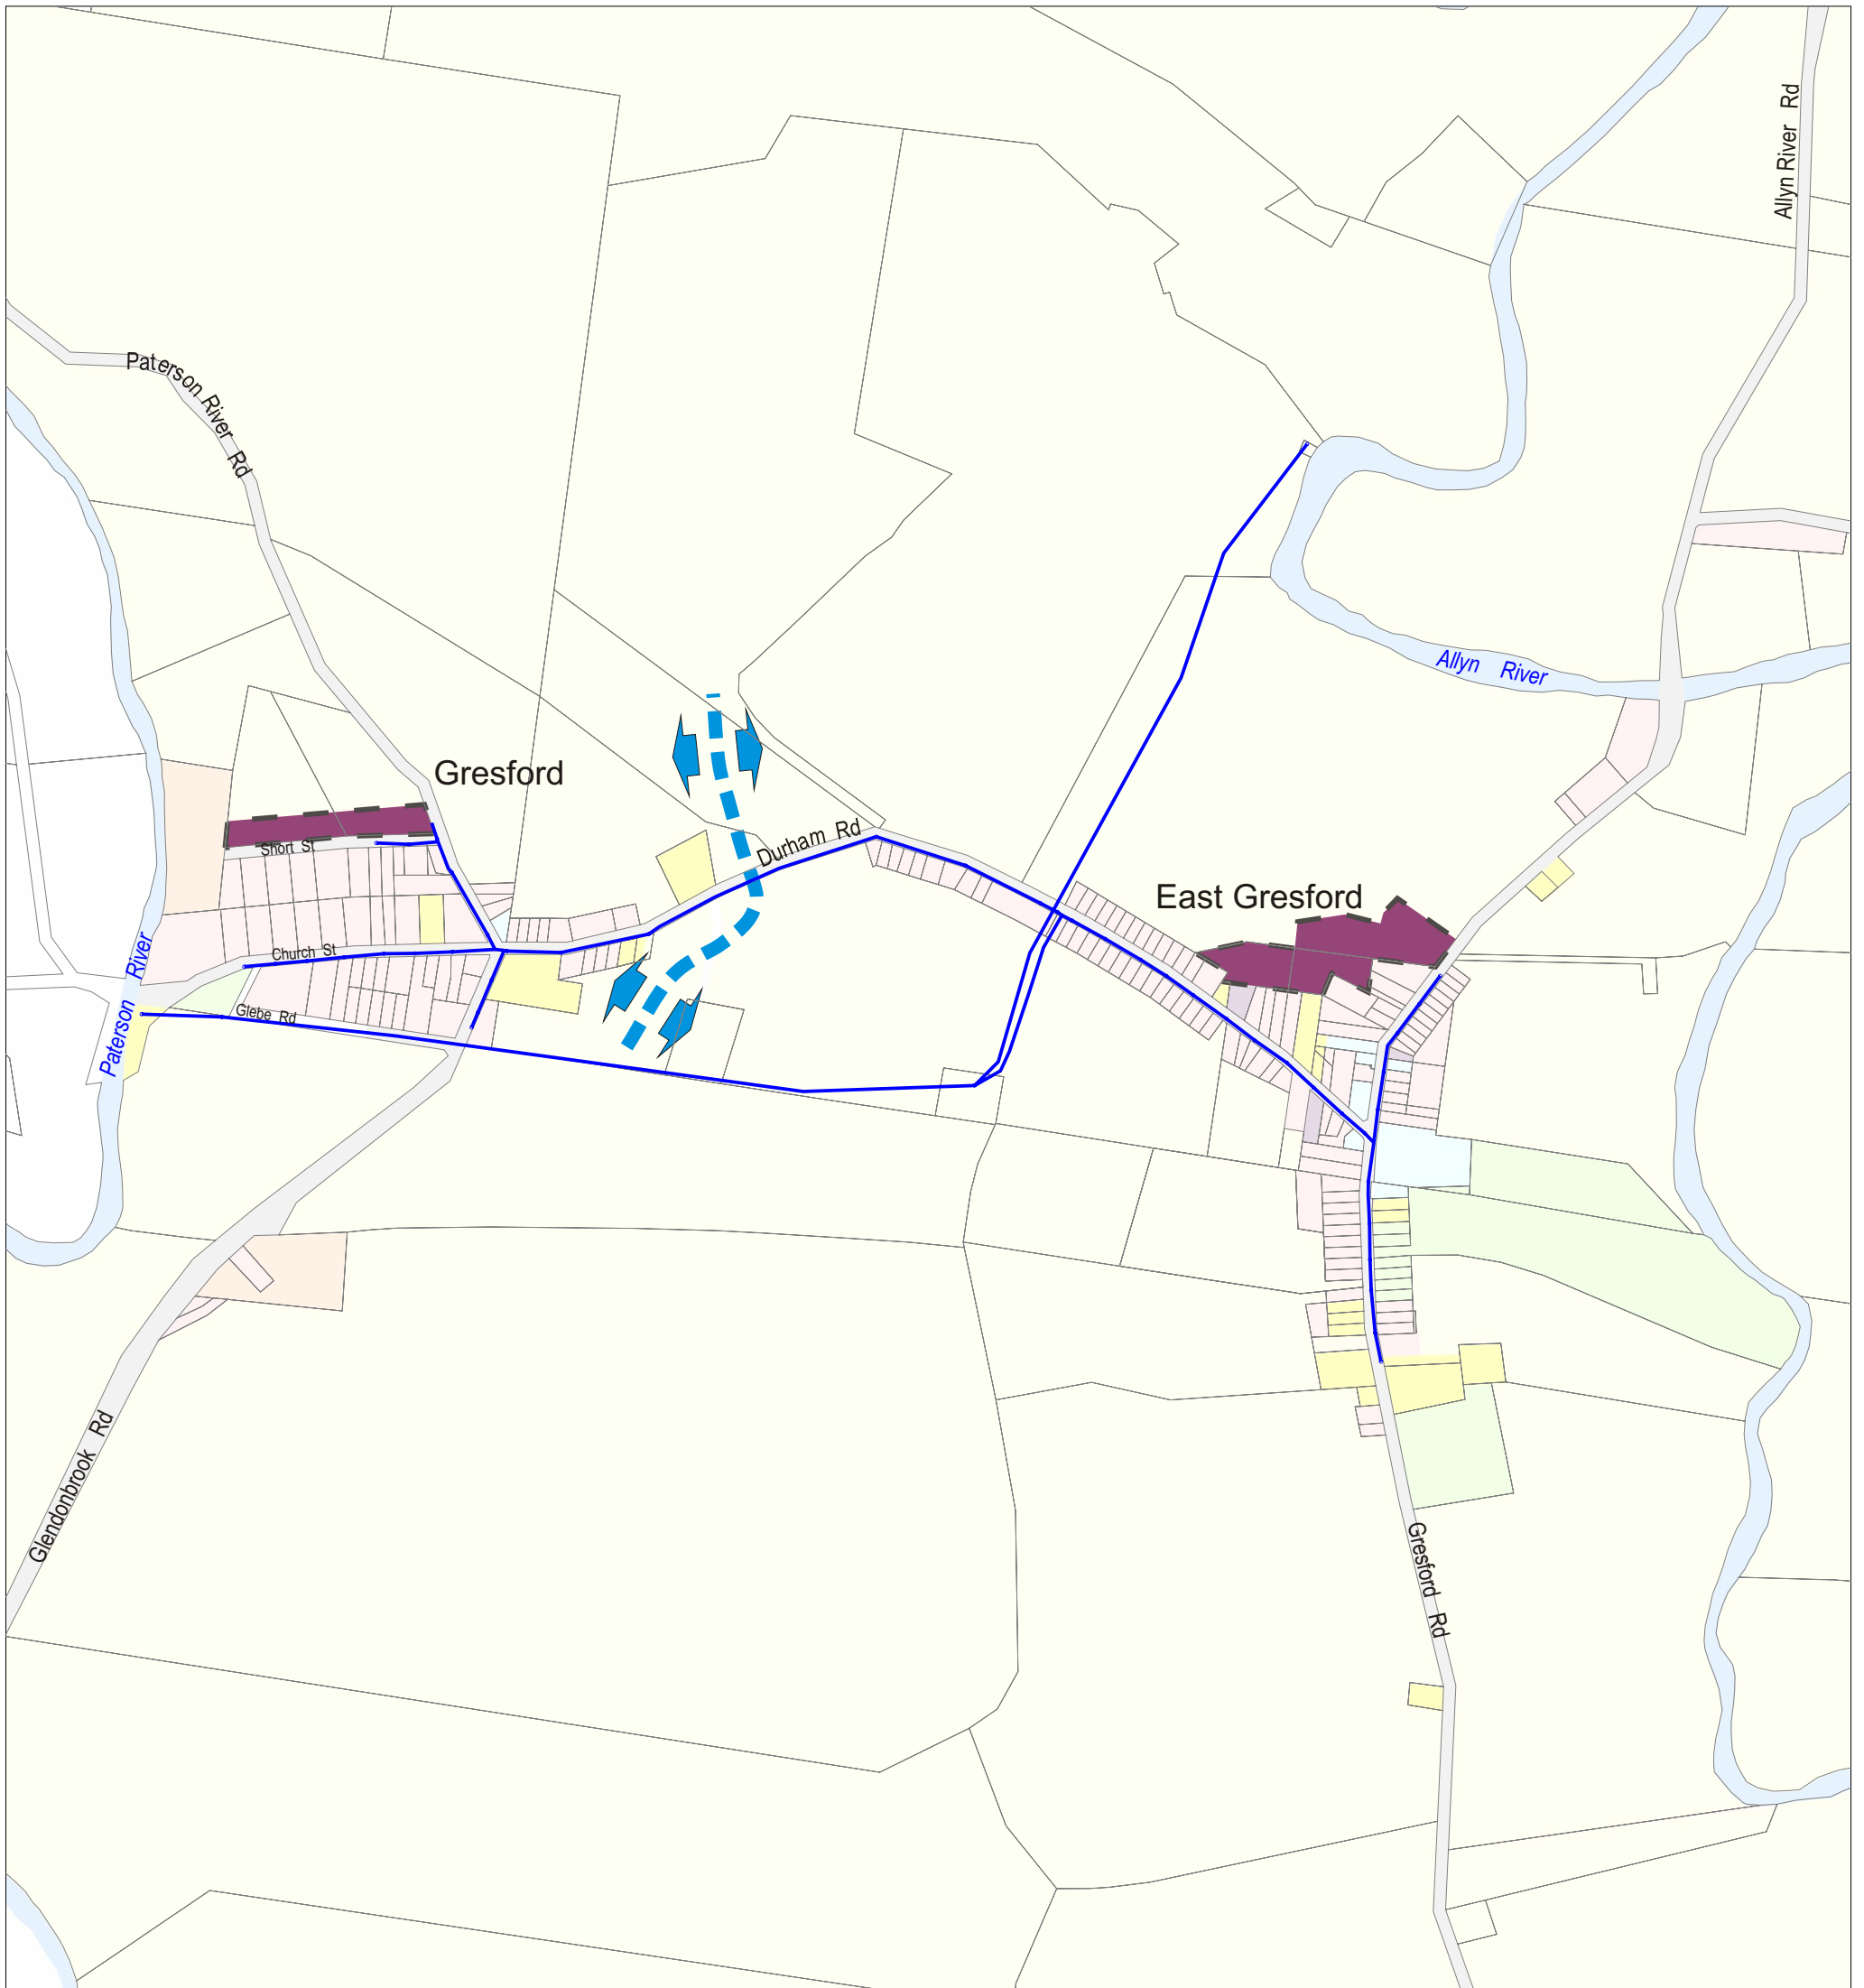 Allyn River Rd
Paterson River Rd
Allyn River
Gresford
Durham Rd
Short St
East Gresford
Church St
Paterson River
Glebe Rd
Glendonbrook Rd
Gresford Rd